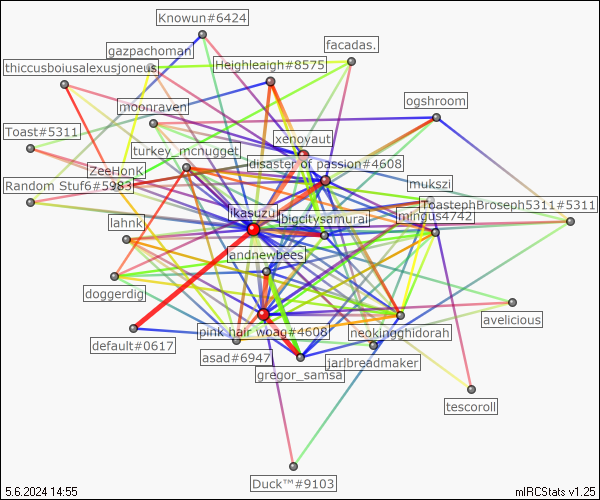 Knowun#6424
gazpachoman
facadas.
thiccusboiusalexusjoneus
Heighleaigh#8575
moonraven
ogshroom
Toast#5311
xenoyaut
turkey_mcnugget
disaster of passion#4608
ZeeHonK
mukszi
Random Stuf6#5983
ToastephBroseph5311#5311
ikasuzui
bigcitysamurai
mingus4742
lahnk
andnewbees
doggerdig
avelicious
pink hair woag#4608
neokingghidorah
default#0617
asad#6947
jarlbreadmaker
gregor_samsa
tescoroll
Duck™#9103
5.6.2024 14:55
mIRCStats v1.25